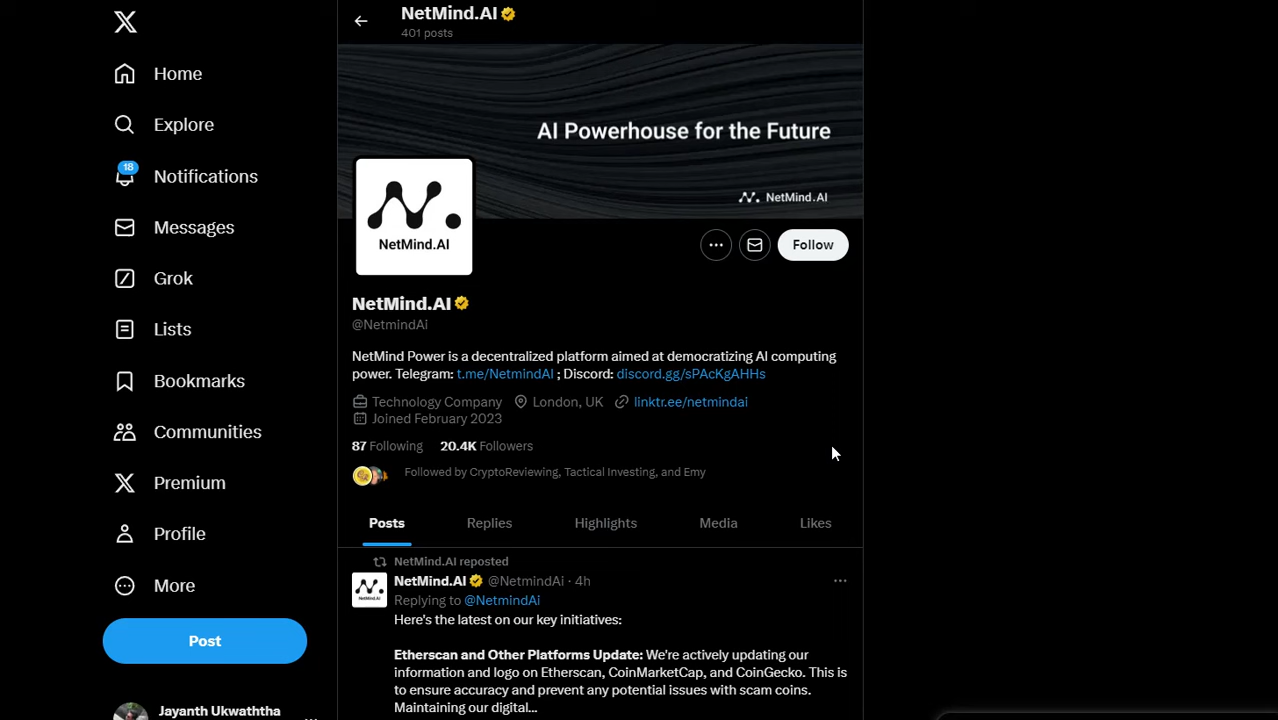 NetMind.AI
401 posts
Home
Explore
18
Notifications
Messages
Grok
Lists
Bookmarks
Communities
Premium
Profile
More
Post
Jayanth Ukwaththa
AI Powerhouse for the Future
NetMind.AI
NetMind.AI
Follow
NetMind.AI
@NetmindAi
NetMind Power is a decentralized platform aimed at democratizing AI computing
power. Telegram: t.me/NetmindAI ; Discord: discord.gg/sPAcKgAHHs
Technology Company London, UK linktr.ee/netmindai
Joined February 2023
87 Following 20.4K Followers
Followed by CryptoReviewing, Tactical Investing, and Emy
Posts Replies Highlights Media Likes
NetMind.AI reposted
NetMind.AI @NetmindAi · 4h
Replying to @NetmindAi
Here's the latest on our key initiatives:
Etherscan and Other Platforms Update: We're actively updating our
information and logo on Etherscan, CoinMarketCap, and CoinGecko. This is
to ensure accuracy and prevent any potential issues with scam coins.
Maintaining our digital...